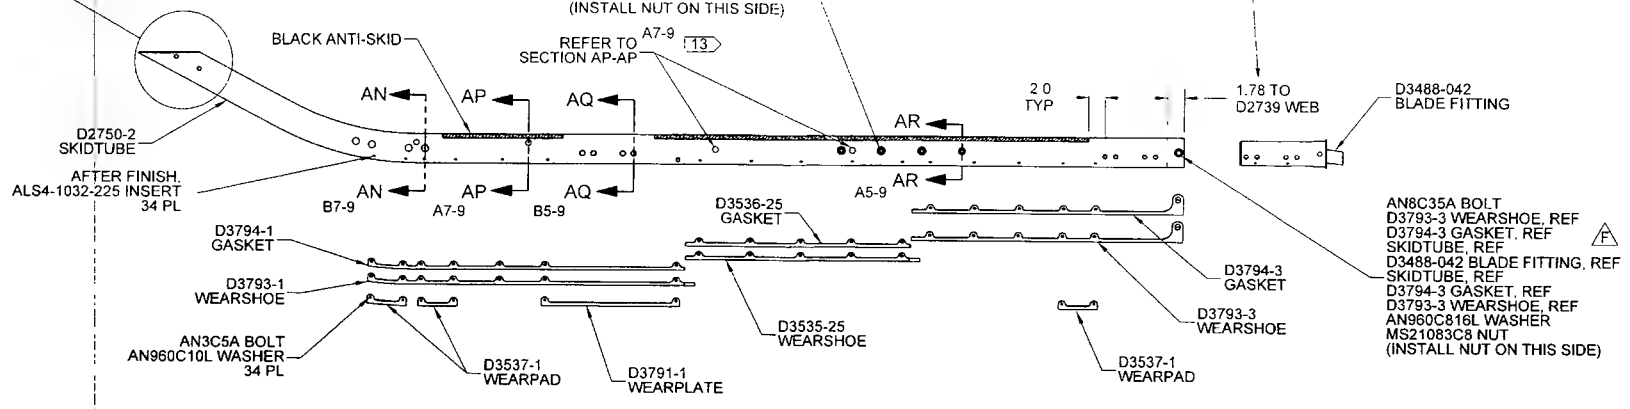 (INSTALL NUT ON THIS SIDE)
BLACK ANTI-SKID
REFER TO A7-9 13
SECTION AP-AP
2 0
TYP
1.78 TO
D2739 WEB
D3488-042
BLADE FITTING
AN
AP
AQ
AR
D2750-2
SKIDTUBE
AFTER FINISH.
ALS4-1032-225 INSERT
34 PL
AN
AP
AQ
AR
B7-9
A7-9
B5-9
A5-9
D3794-1
GASKET
D3793-1
WEARSHOE
AN3C5A BOLT
AN960C10L WASHER
34 PL
D3537-1
WEARPAD
D3791-1
WEARPLATE
D3536-25
GASKET
D3535-25
WEARSHOE
D3794-3
GASKET
D3793-3
WEARSHOE
D3537-1
WEARPAD
AN8C35A BOLT
D3793-3 WEARSHOE, REF
D3794-3 GASKET, REF
SKIDTUBE, REF
D3488-042 BLADE FITTING, REF
SKIDTUBE, REF
D3794-3 GASKET, REF
D3793-3 WEARSHOE, REF
AN960C816L WASHER
MS21083C8 NUT
(INSTALL NUT ON THIS SIDE)
F